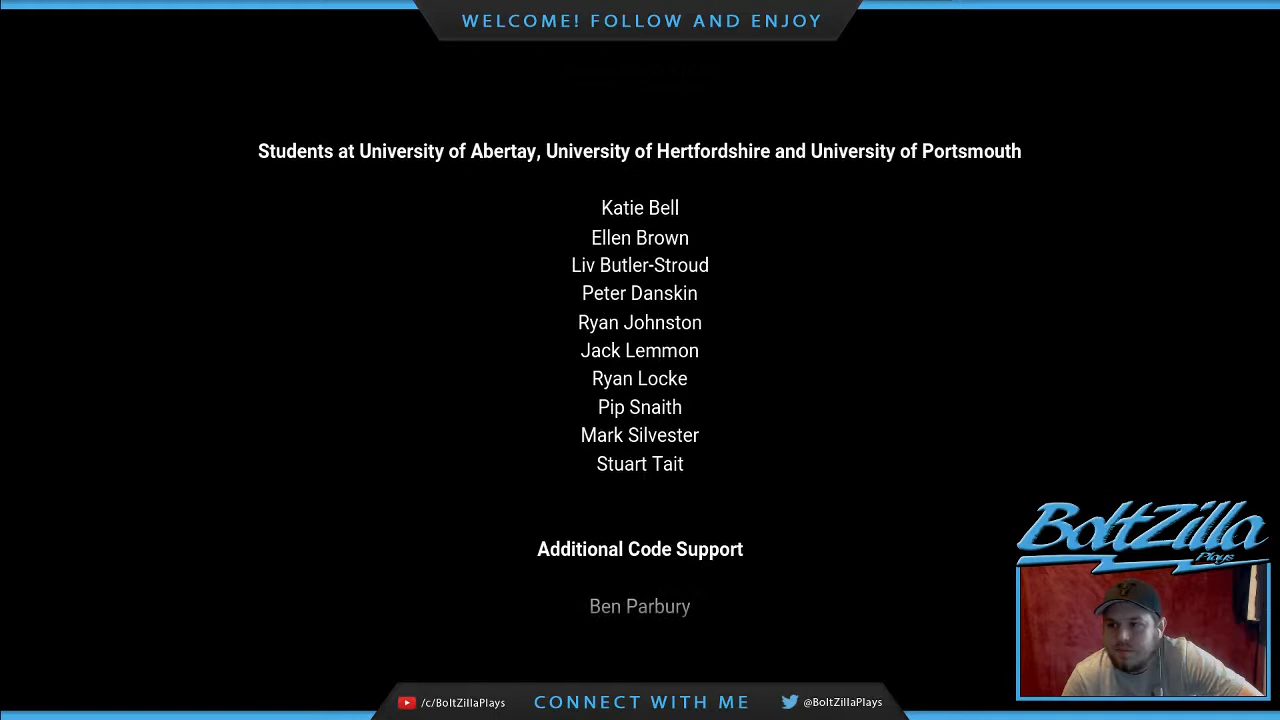 WELCOME! FOLLOW AND ENJOY
Students at University of Abertay, University of Hertfordshire and University of Portsmouth
Katie Bell
Ellen Brown
Liv Butler-Stroud
Peter Danskin
Ryan Johnston
Jack Lemmon
Ryan Locke
Pip Snaith
Mark Silvester
Stuart Tait
Additional Code Support
Ben Parbury
BoltZilla
Plays
/c/BoltZillaPlays
CONNECT WITH ME
@BoltZillaPlays